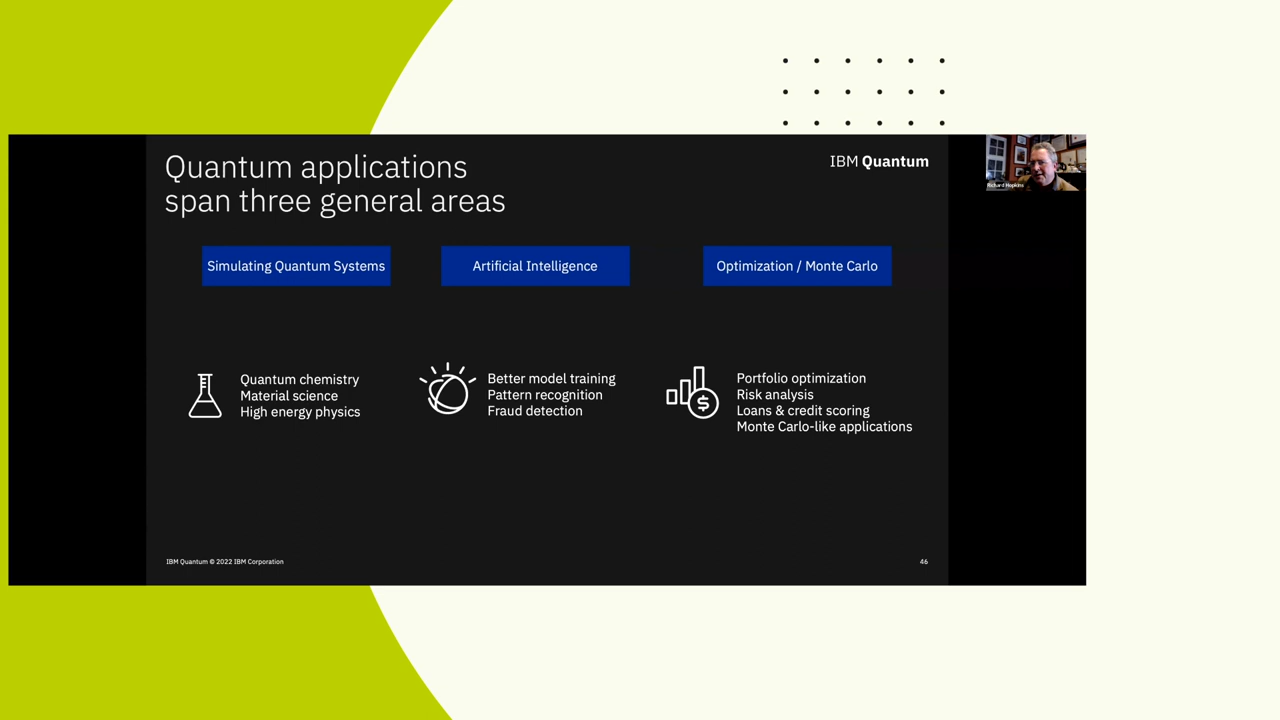 Quantum applications
span three general areas
IBM Quantum
Richard Hopkins
Simulating Quantum Systems
Artificial Intelligence
Optimization / Monte Carlo
Quantum chemistry
Material science
High energy physics
Better model training
Pattern recognition
Fraud detection
Portfolio optimization
Risk analysis
Loans & credit scoring
Monte Carlo-like applications
IBM Quantum © 2022 IBM Corporation
46